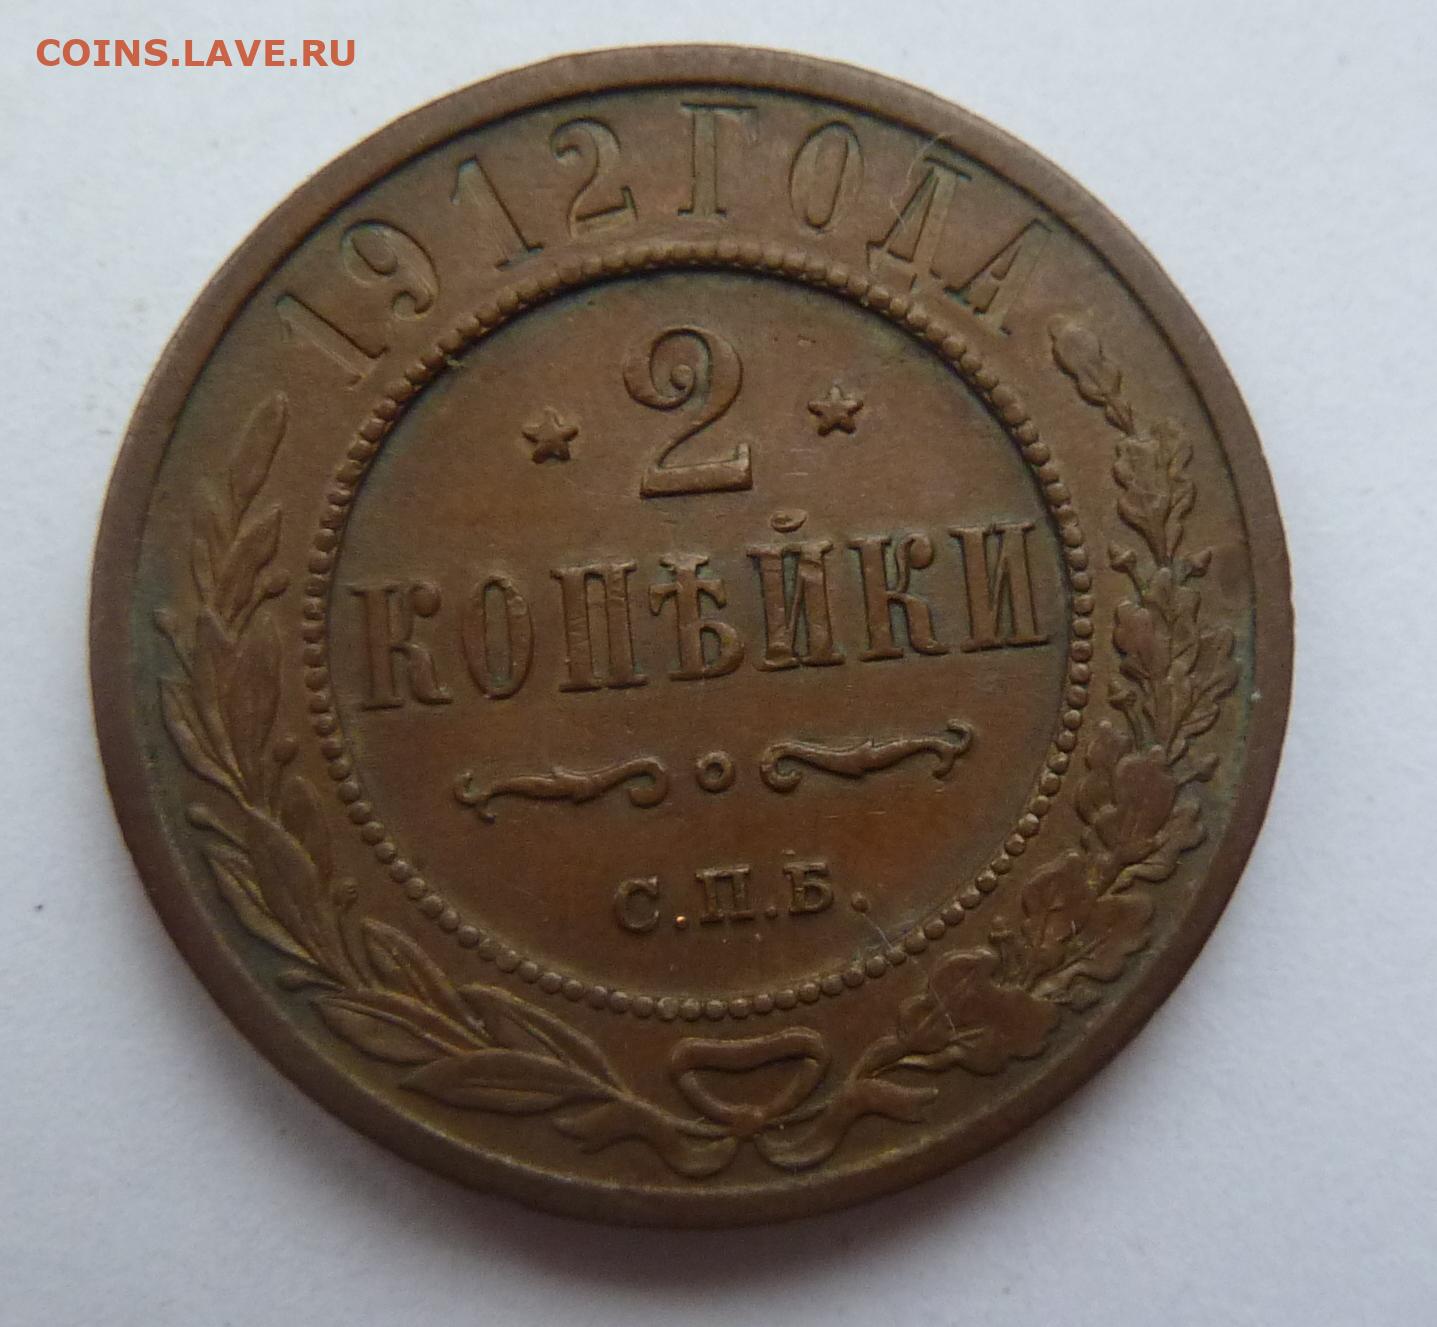 COINS.LAVE.RU
1912 ГОДА
2
КОПѢЙКИ
С.П.Б.